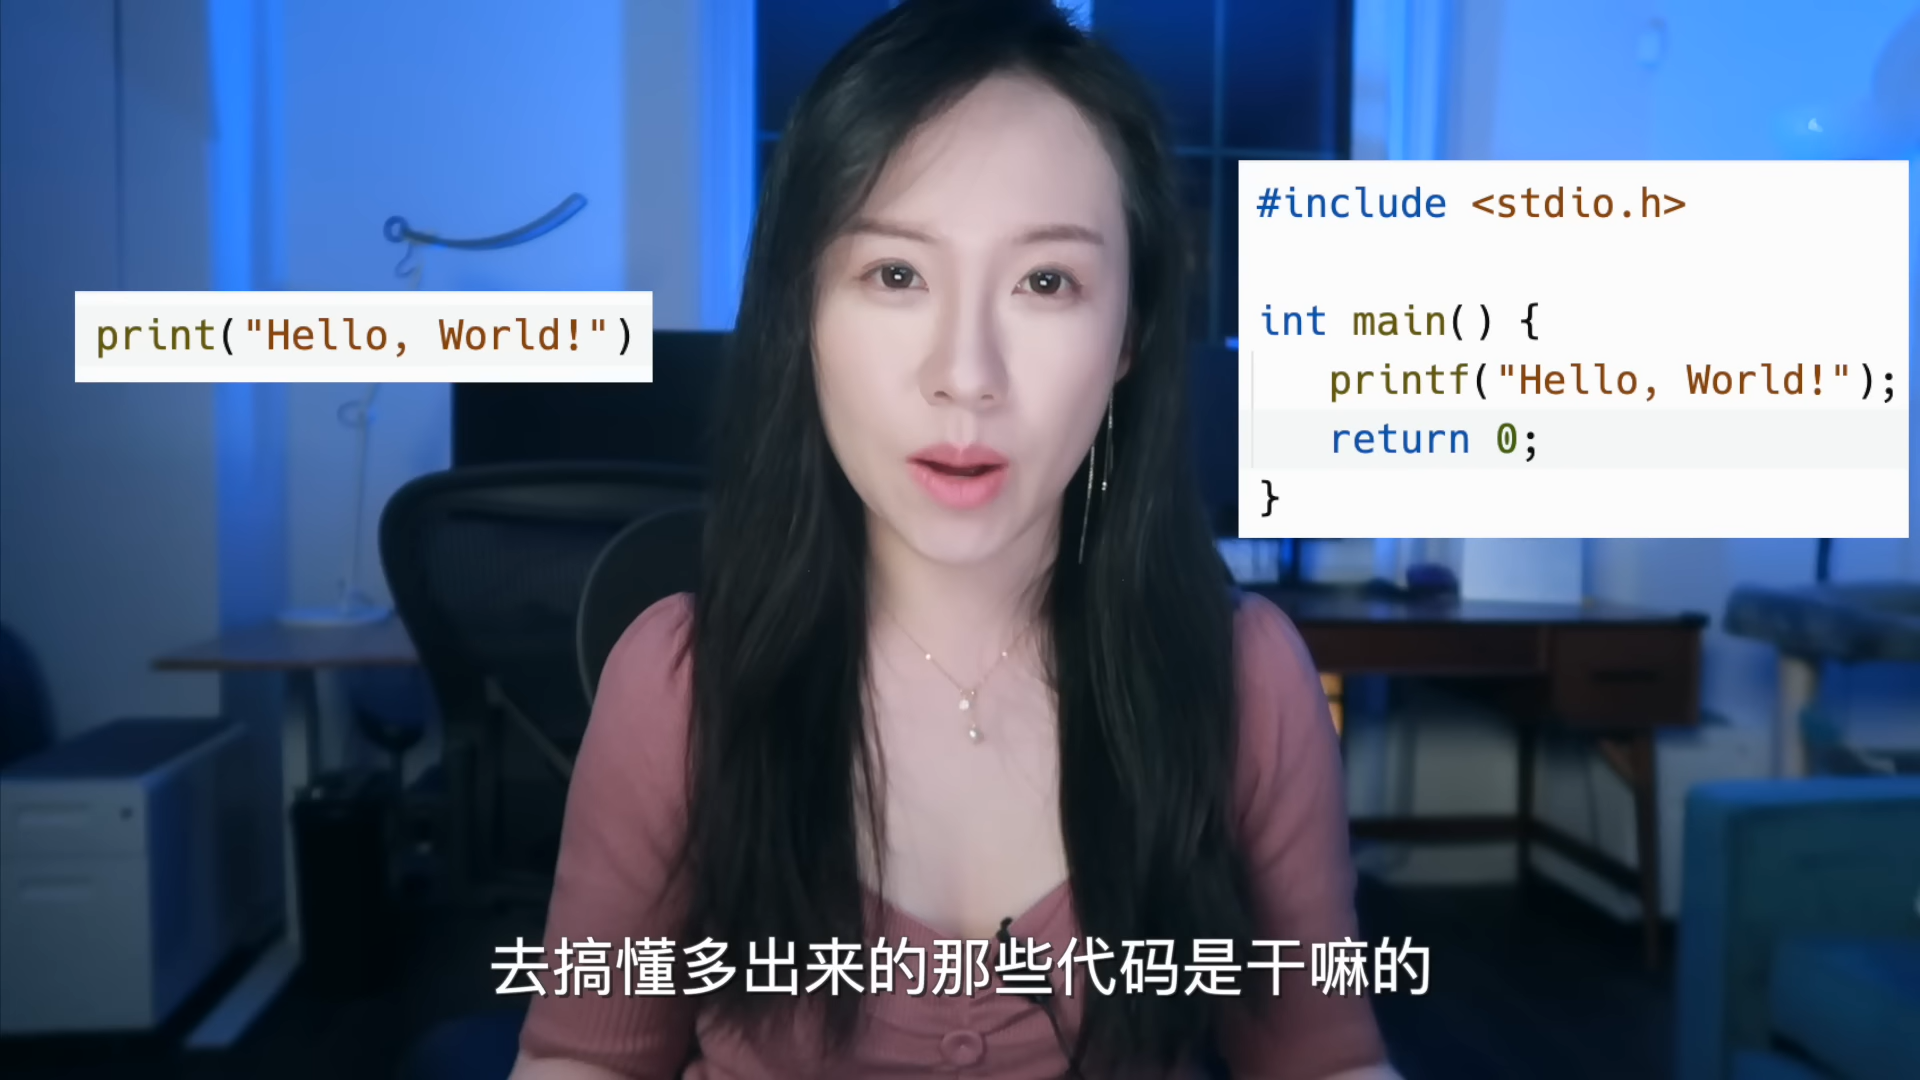 print("Hello, World!")
#include <stdio.h>
int main() {
printf("Hello, World!");
return 0;
}
去搞懂多出来的那些代码是干嘛的